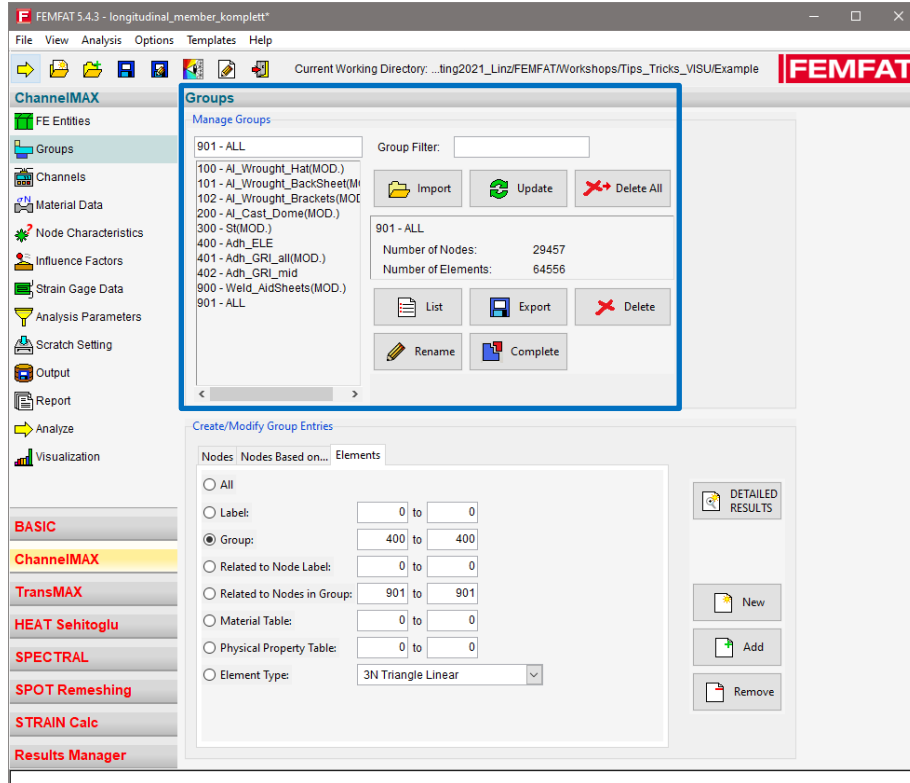 FEMFAT 5.4.3 - longitudinal_member_komplett*
File View Analysis Options Templates Help
Current Working Directory: ...ting2021_Linz/FEMFAT/Workshops/Tips_Tricks_VISU/Example
FEMFAT
ChannelMAX
FE Entities
Groups
Channels
Material Data
Node Characteristics
Influence Factors
Strain Gage Data
Analysis Parameters
Scratch Setting
Output
Report
Analyze
Visualization
BASIC
ChannelMAX
TransMAX
HEAT Sehitoglu
SPECTRAL
SPOT Remeshing
STRAIN Calc
Results Manager
Groups
Manage Groups
901 - ALL
Group Filter:
100 - Al_Wrought_Hat(MOD.)
101 - Al_Wrought_BackSheet(M
102 - Al_Wrought_Brackets(MOD
200 - Al_Cast_Dome(MOD.)
300 - St(MOD.)
400 - Adh_ELE
401 - Adh_GRI_all(MOD.)
402 - Adh_GRI_mid
900 - Weld_AidSheets(MOD.)
901 - ALL
Import Update Delete All
901 - ALL
Number of Nodes: 29457
Number of Elements: 64556
List Export Delete
Rename Complete
Create/Modify Group Entries
Nodes Nodes Based on... Elements
All
Label: 0 to 0
Group: 400 to 400
Related to Node Label: 0 to 0
Related to Nodes in Group: 901 to 901
Material Table: 0 to 0
Physical Property Table: 0 to 0
Element Type: 3N Triangle Linear
DETAILED
RESULTS
New
Add
Remove